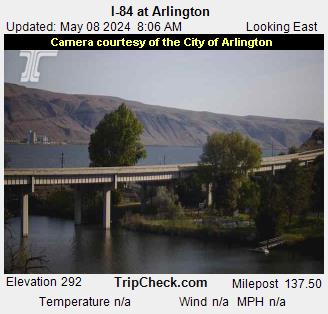 I-84 at Arlington
Updated: May 08 2024 8:06 AM Looking East
Camera courtesy of the City of Arlington
Elevation 292 TripCheck.com Milepost 137.50
Temperature n/a Wind n/a MPH n/a